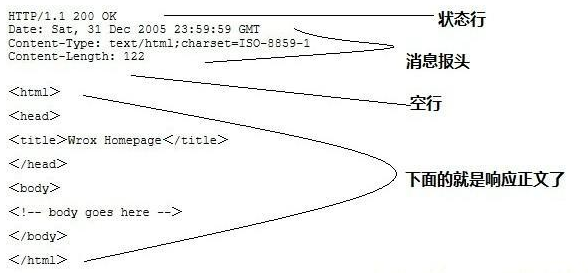 HTTP/1.1 200 OK
状态行
Date: Sat, 31 Dec 2005 23:59:59 GMT
Content-Type: text/html;charset=ISO-8859-1
Content-Length: 122
消息报头
空行
<html>
<head>
<title>Wrox Homepage</title>
</head>
<body>
<!-- body goes here -->
</body>
</html>
下面的就是响应正文了